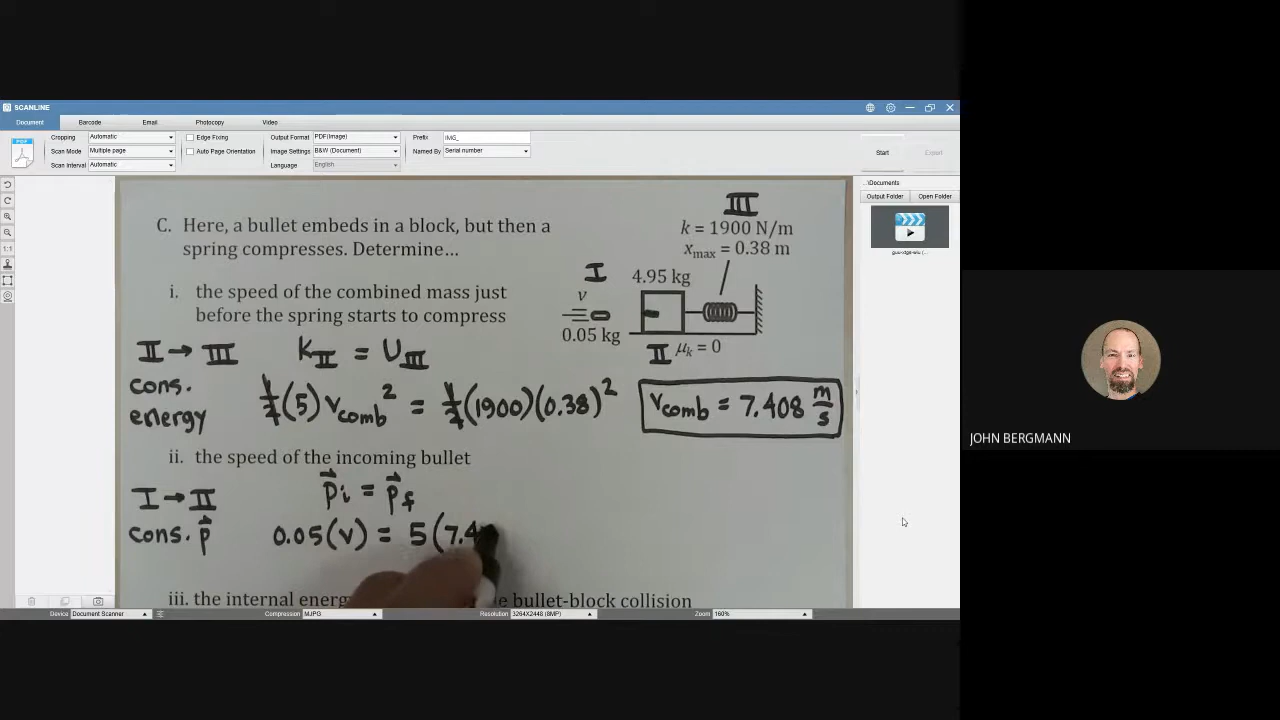 SCANLINE
Document Barcode Email Photocopy Video
Cropping Automatic Edge Fixing Output Format PDF(Image) Prefix IMG_
Scan Mode Multiple page Auto Page Orientation Image Settings B&W (Document) Named By Serial number
Scan Interval Automatic Language English
Start Export
..\Documents
Output Folder Open Folder
1:1
III
C. Here, a bullet embeds in a block, but then a
spring compresses. Determine…
k = 1900 N/m
xmax = 0.38 m
I
4.95 kg
v
0.05 kg
II μk = 0
i. the speed of the combined mass just
before the spring starts to compress
II → III KII = UIII
cons.
energy
½(5) vcomb² = ½(1900)(0.38)² vcomb = 7.408 m/s
ii. the speed of the incoming bullet
I → II p⃗i = p⃗f
cons. p⃗ 0.05(v) = 5(7.4
iii. the internal bullet-block collision
Device Document Scanner Compression MJPG Resolution 3264X2448 (8MP) Zoom 160%
JOHN BERGMANN